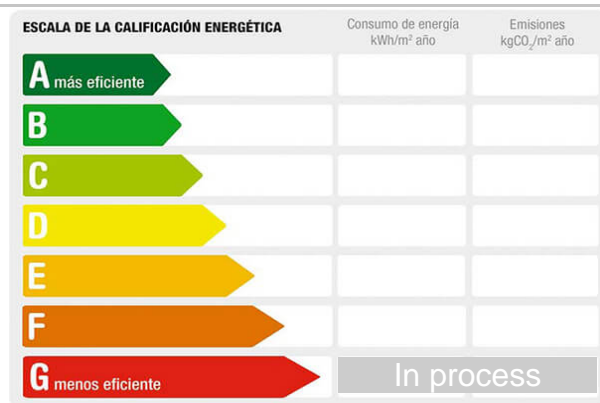 ESCALA DE LA CALIFICACIÓN ENERGÉTICA
Consumo de energía
kWh/m² año
Emisiones
kgCO₂/m² año
A más eficiente
B
C
D
E
F
G menos eficiente
In process